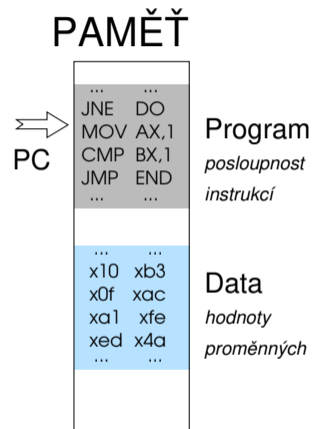 PAMĚŤ
... ...
JNE DO
MOV AX,1
CMP BX,1
JMP END
... ...
PC
Program
posloupnost
instrukcí
... ...
x10 xb3
x0f xac
xa1 xfe
xed x4a
... ...
Data
hodnoty
proměnných